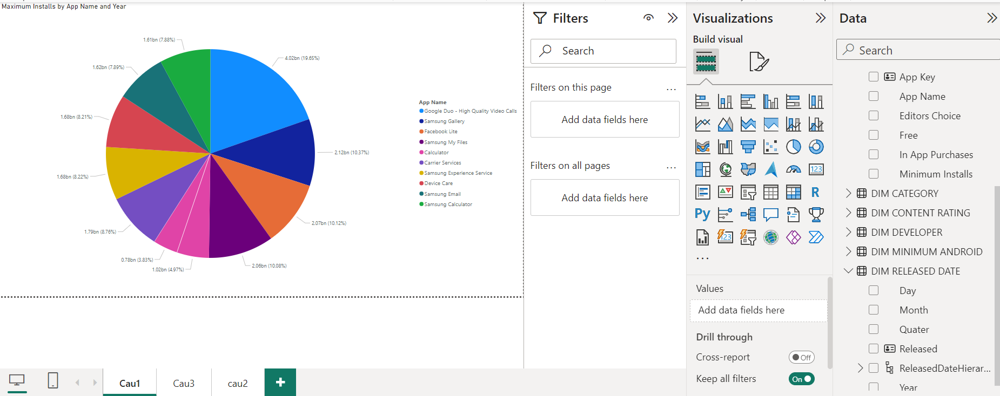 Maximum Installs by App Name and Year
1.61bn (7.88%)
4.02bn (19.65%)
1.62bn (7.89%)
1.68bn (8.21%)
2.12bn (10.37%)
1.68bn (8.22%)
2.07bn (10.12%)
1.79bn (8.76%)
0.78bn (3.83%)
1.02bn (4.97%)
2.06bn (10.08%)
App Name
Google Duo - High Quality Video Calls
Samsung Gallery
Facebook Lite
Samsung My Files
Calculator
Carrier Services
Samsung Experience Service
Device Care
Samsung Email
Samsung Calculator
Cau1
Cau3
cau2
Filters
Search
Filters on this page
Add data fields here
Filters on all pages
Add data fields here
Visualizations
Build visual
123
R
Py
123
Values
Add data fields here
Drill through
Cross-report
Off
Keep all filters
On
Data
Search
App Key
App Name
Editors Choice
Free
In App Purchases
Minimum Installs
DIM CATEGORY
DIM CONTENT RATING
DIM DEVELOPER
DIM MINIMUM ANDROID
DIM RELEASED DATE
Day
Month
Quater
Released
ReleasedDateHierar...
Year